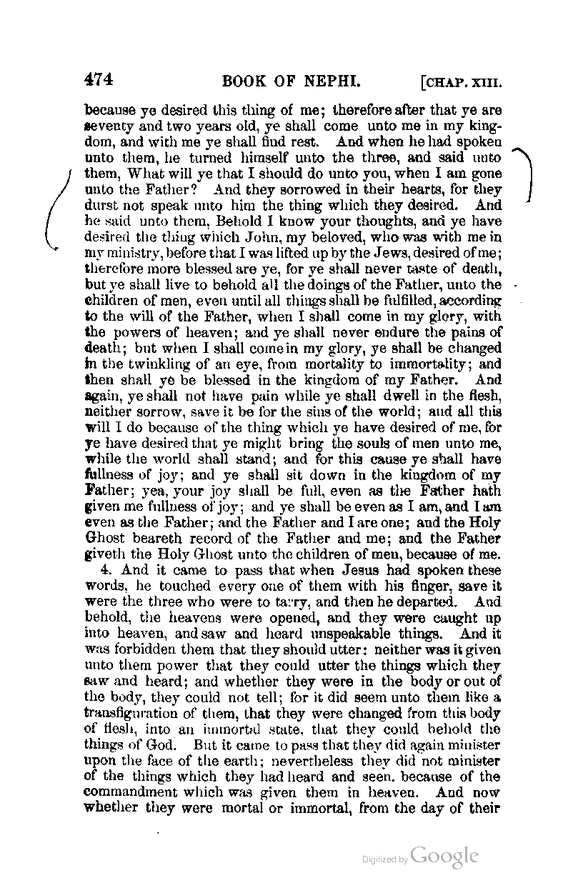 474 BOOK OF NEPHI. [CHAP. XIII.
because ye desired this thing of me; therefore after that ye are
seventy and two years old, ye shall come unto me in my king-
dom, and with me ye shall find rest. And when he had spoken
unto them, he turned himself unto the three, and said unto
them, What will ye that I should do unto you, when I am gone
unto the Father? And they sorrowed in their hearts, for they
durst not speak unto him the thing which they desired. And
he said unto them, Behold I know your thoughts, and ye have
desired the thing which John, my beloved, who was with me in
my ministry, before that I was lifted up by the Jews, desired of me;
therefore more blessed are ye, for ye shall never taste of death,
but ye shall live to behold all the doings of the Father, unto the
children of men, even until all things shall be fulfilled, according
to the will of the Father, when I shall come in my glory, with
the powers of heaven; and ye shall never endure the pains of
death; but when I shall come in my glory, ye shall be changed
in the twinkling of an eye, from mortality to immortality; and
then shall ye be blessed in the kingdom of my Father. And
again, ye shall not have pain while ye shall dwell in the flesh,
neither sorrow, save it be for the sins of the world; and all this
will I do because of the thing which ye have desired of me, for
ye have desired that ye might bring the souls of men unto me,
while the world shall stand; and for this cause ye shall have
fullness of joy; and ye shall sit down in the kingdom of my
Father; yea, your joy shall be full, even as the Father hath
given me fullness of joy; and ye shall be even as I am, and I am
even as the Father; and the Father and I are one; and the Holy
Ghost beareth record of the Father and me; and the Father
giveth the Holy Ghost unto the children of men, because of me.
4. And it came to pass that when Jesus had spoken these
words, he touched every one of them with his finger, save it
were the three who were to tarry, and then he departed. And
behold, the heavens were opened, and they were caught up
into heaven, and saw and heard unspeakable things. And it
was forbidden them that they should utter: neither was it given
unto them power that they could utter the things which they
saw and heard; and whether they were in the body or out of
the body, they could not tell; for it did seem unto them like a
transfiguration of them, that they were changed from this body
of flesh, into an immortal state, that they could behold the
things of God. But it came to pass that they did again minister
upon the face of the earth; nevertheless they did not minister
of the things which they had heard and seen, because of the
commandment which was given them in heaven. And now
whether they were mortal or immortal, from the day of their
Digitized by Google